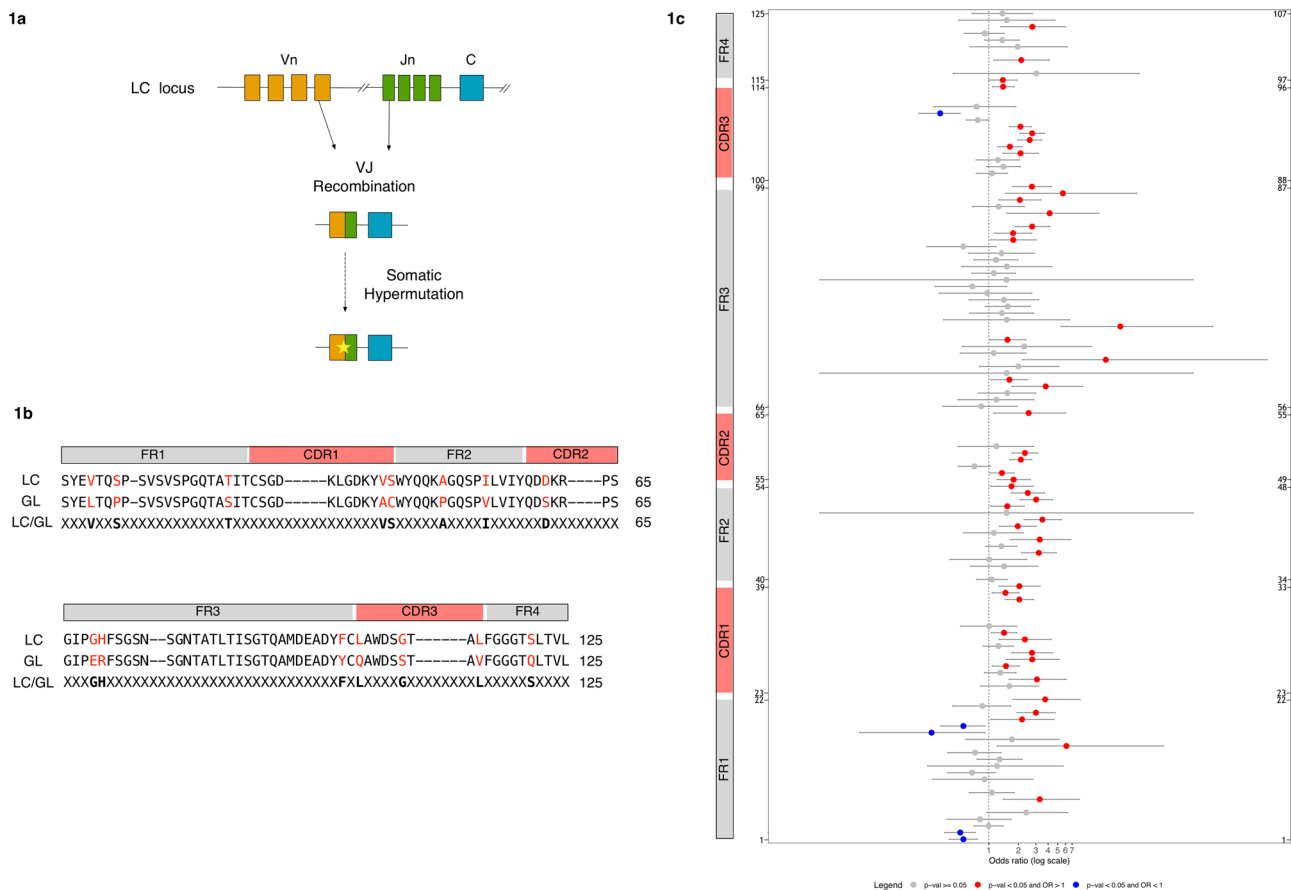 1a
LC locus
Vn
Jn
C
VJ
Recombination
Somatic
Hypermutation
1b
FR1 CDR1 FR2 CDR2
LC SYEVTQSP-SVSVSPGQTATITCSGD-----KLGDKYVSWYQQKAGQSPILVIYQDDKR----PS 65
GL SYELTQPP-SVSVSPGQTASITCSGD-----KLGDKYACWYQQKPGQSPVLVIYQDSKR----PS 65
LC/GL XXXVXXSXXXXXXXXXXXXTXXXXXXXXXXXXXXXXXVSXXXXXAXXXXIXXXXXXDXXXXXXXX 65
FR3 CDR3 FR4
LC GIPGHFSGSN--SGNTATLTISGTQAMDEADYFCLAWDSGT------ALFGGGTSLTVL 125
GL GIPERFSGSN--SGNTATLTISGTQAMDEADYYCQAWDSST------AVFGGGTQLTVL 125
LC/GL XXXGHXXXXXXXXXXXXXXXXXXXXXXXXXXXFXLXXXXGXXXXXXXXLXXXXXSXXXX 125
1c
FR4
CDR3
FR3
CDR2
FR2
CDR1
FR1
125 107
115 97
114 96
100 88
99 87
66 56
65 55
55 49
54 48
40 34
39 33
23 23
22 22
1 1
1 2 3 4 5 6 7
Odds ratio (log scale)
Legend p-val >= 0.05 p-val < 0.05 and OR > 1 p-val < 0.05 and OR < 1